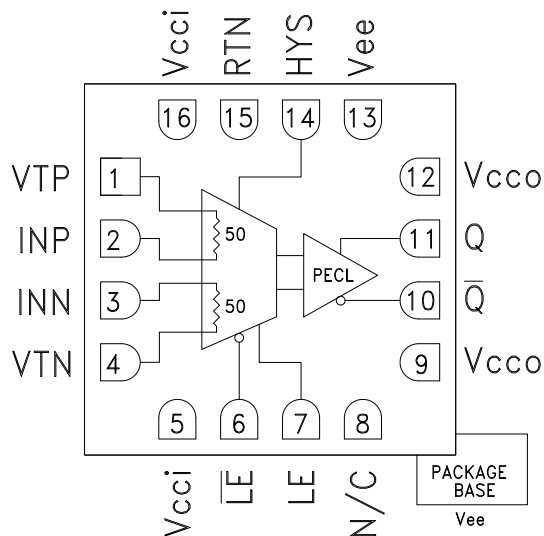 Vcci RTN HYS Vee
16 15 14 13
VTP 1 12 Vcco
INP 2 50 11 Q
PECL
INN 3 50 10 Q̅
VTN 4 9 Vcco
5 6 7 8
Vcci L̅E̅ LE N/C
PACKAGE
BASE
Vee